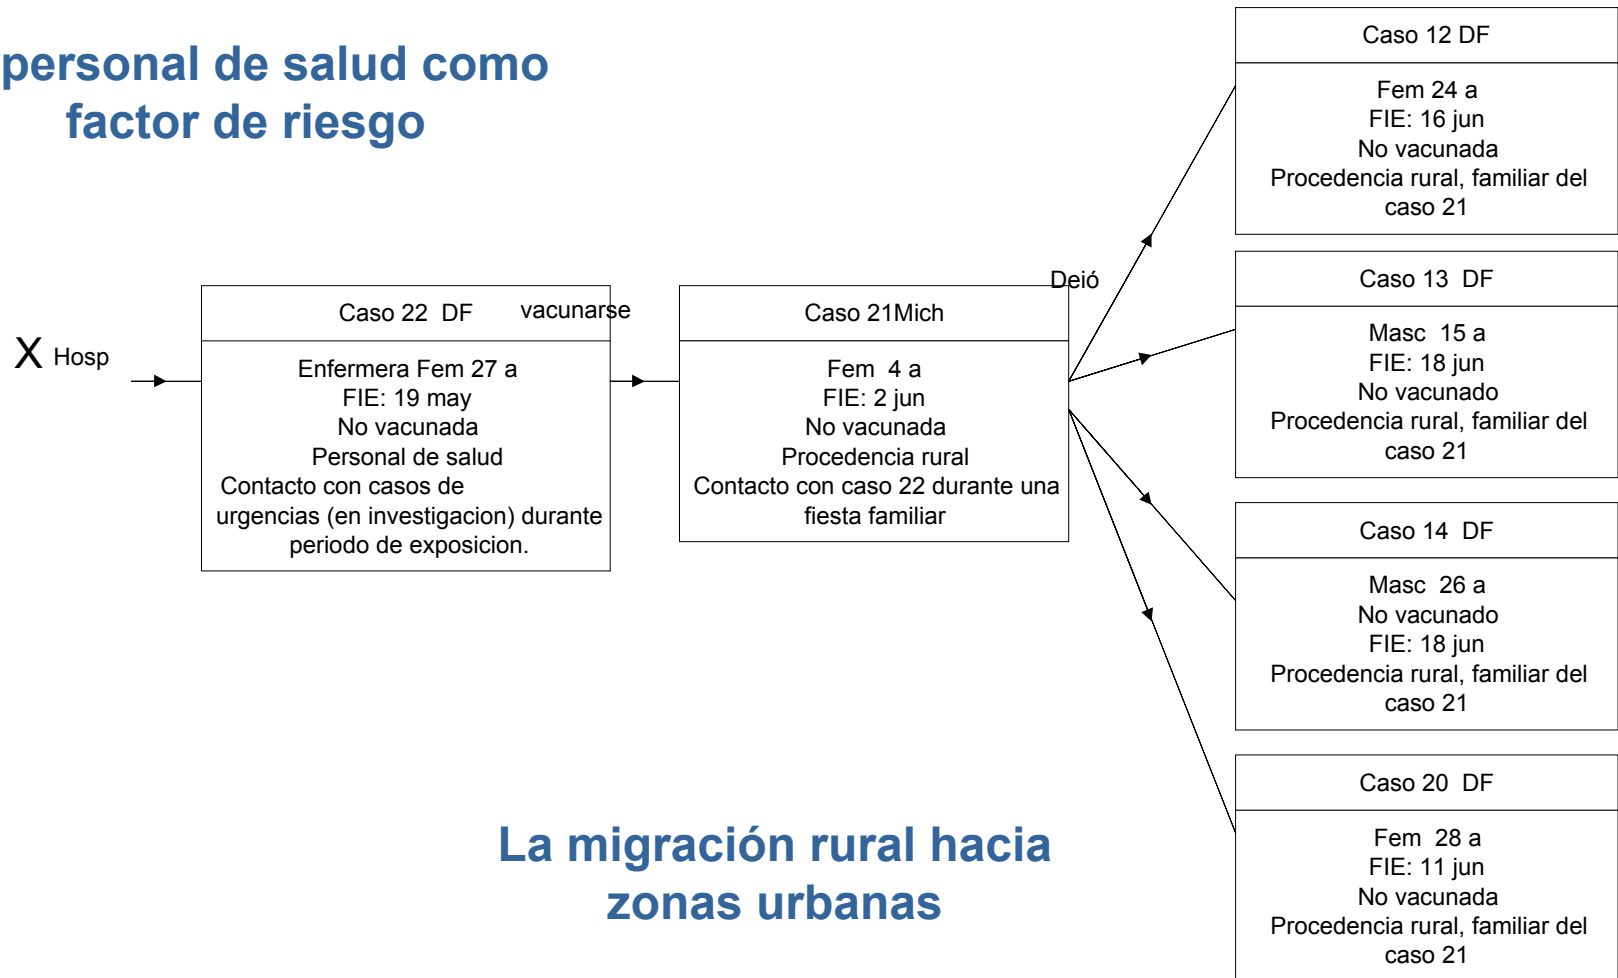 personal de salud como
factor de riesgo
X Hosp
Caso 22 DF
vacunarse
Enfermera Fem 27 a
FIE: 19 may
No vacunada
Personal de salud
Contacto con casos de
urgencias (en investigacion) durante
periodo de exposicion.
Caso 21Mich
Deió
Fem 4 a
FIE: 2 jun
No vacunada
Procedencia rural
Contacto con caso 22 durante una
fiesta familiar
Caso 12 DF
Fem 24 a
FIE: 16 jun
No vacunada
Procedencia rural, familiar del
caso 21
Caso 13 DF
Masc 15 a
FIE: 18 jun
No vacunado
Procedencia rural, familiar del
caso 21
Caso 14 DF
Masc 26 a
No vacunado
FIE: 18 jun
Procedencia rural, familiar del
caso 21
Caso 20 DF
Fem 28 a
FIE: 11 jun
No vacunada
Procedencia rural, familiar del
caso 21
La migración rural hacia
zonas urbanas